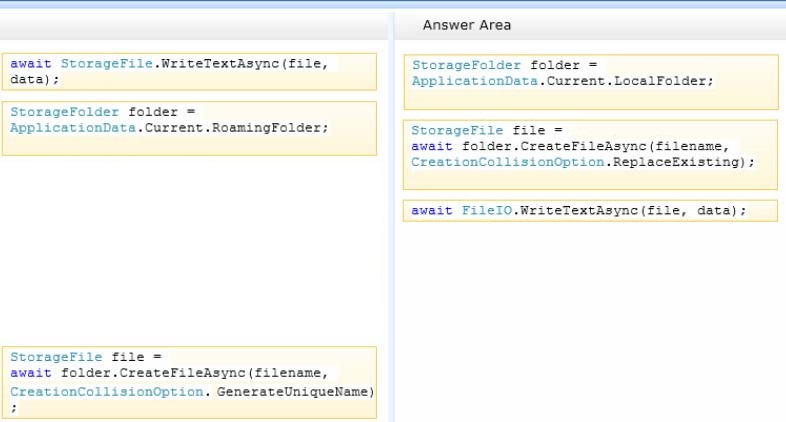 Answer Area
await StorageFile.WriteTextAsync(file,
data);
StorageFolder folder =
ApplicationData.Current.RoamingFolder;
StorageFile file =
await folder.CreateFileAsync(filename,
CreationCollisionOption. GenerateUniqueName)
;
StorageFolder folder =
ApplicationData.Current.LocalFolder;
StorageFile file =
await folder.CreateFileAsync(filename,
CreationCollisionOption.ReplaceExisting);
await FileIO.WriteTextAsync(file, data);